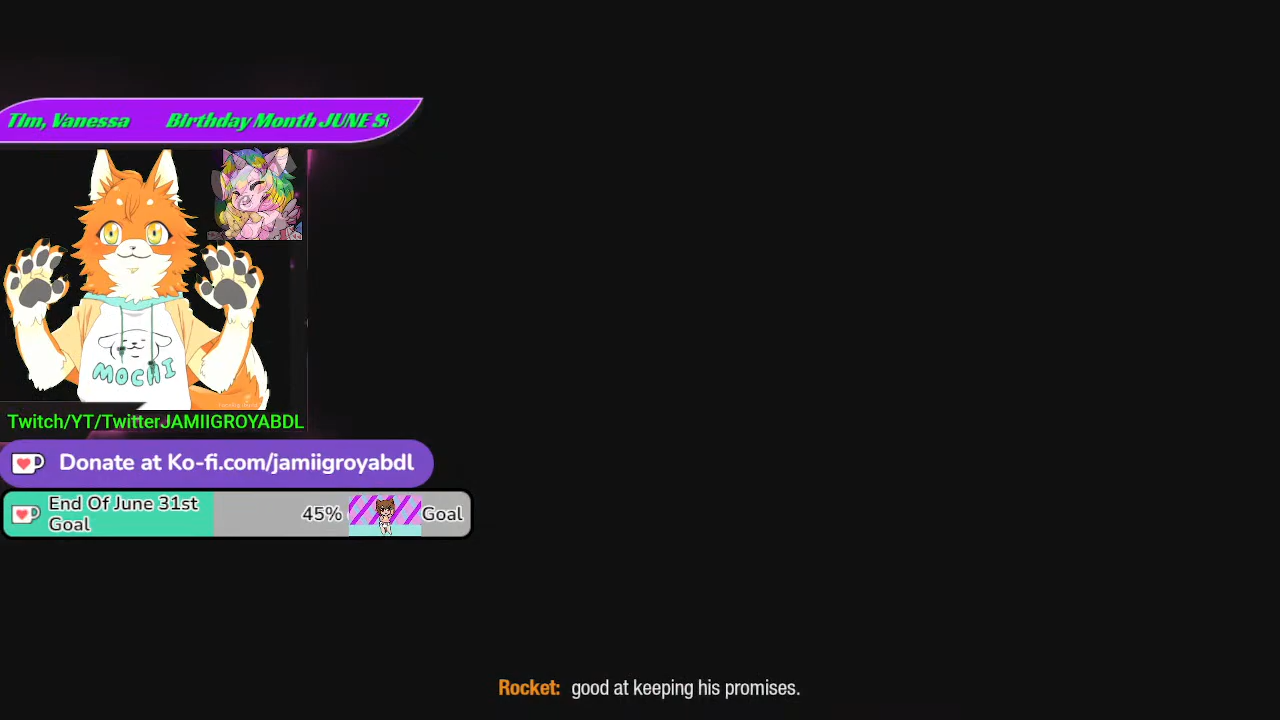 Tim, Vanessa Birthday Month JUNE
MOCHI
Twitch/YT/TwitterJAMIIGROYABDL
Donate at Ko-fi.com/jamiigroyabdl
End Of June 31st
Goal
45%
Goal
Rocket: good at keeping his promises.